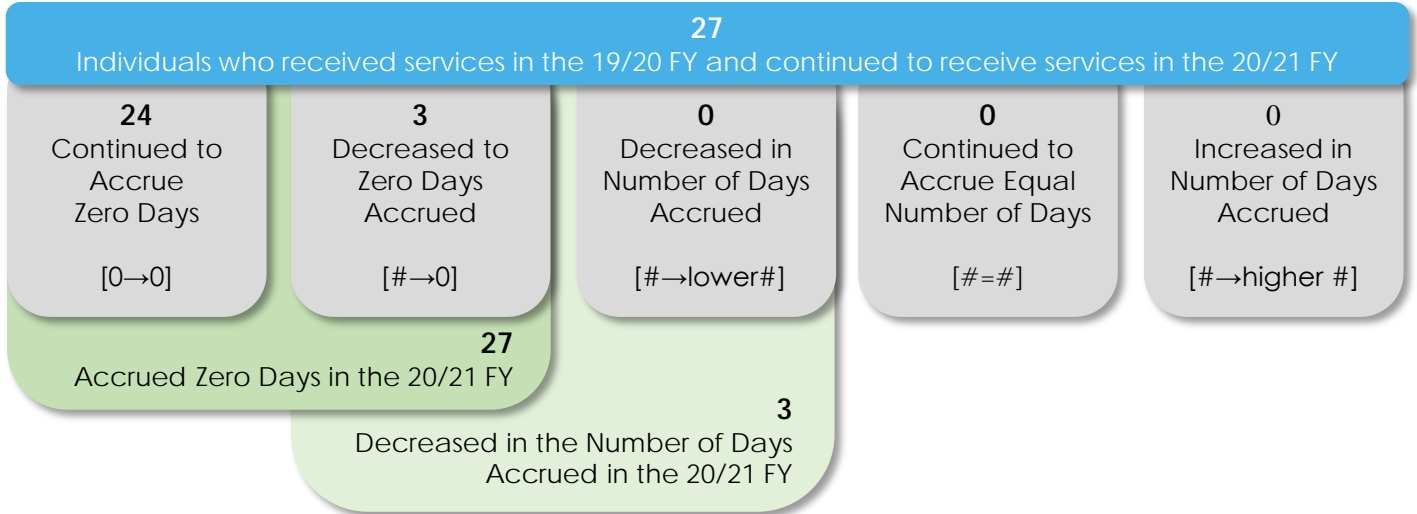 27
Individuals who received services in the 19/20 FY and continued to receive services in the 20/21 FY
24
Continued to
Accrue
Zero Days
[0→0]
3
Decreased to
Zero Days
Accrued
[#→0]
0
Decreased in
Number of Days
Accrued
[#→lower#]
0
Continued to
Accrue Equal
Number of Days
[#=#]
0
Increased in
Number of Days
Accrued
[#→higher #]
27
Accrued Zero Days in the 20/21 FY
3
Decreased in the Number of Days
Accrued in the 20/21 FY